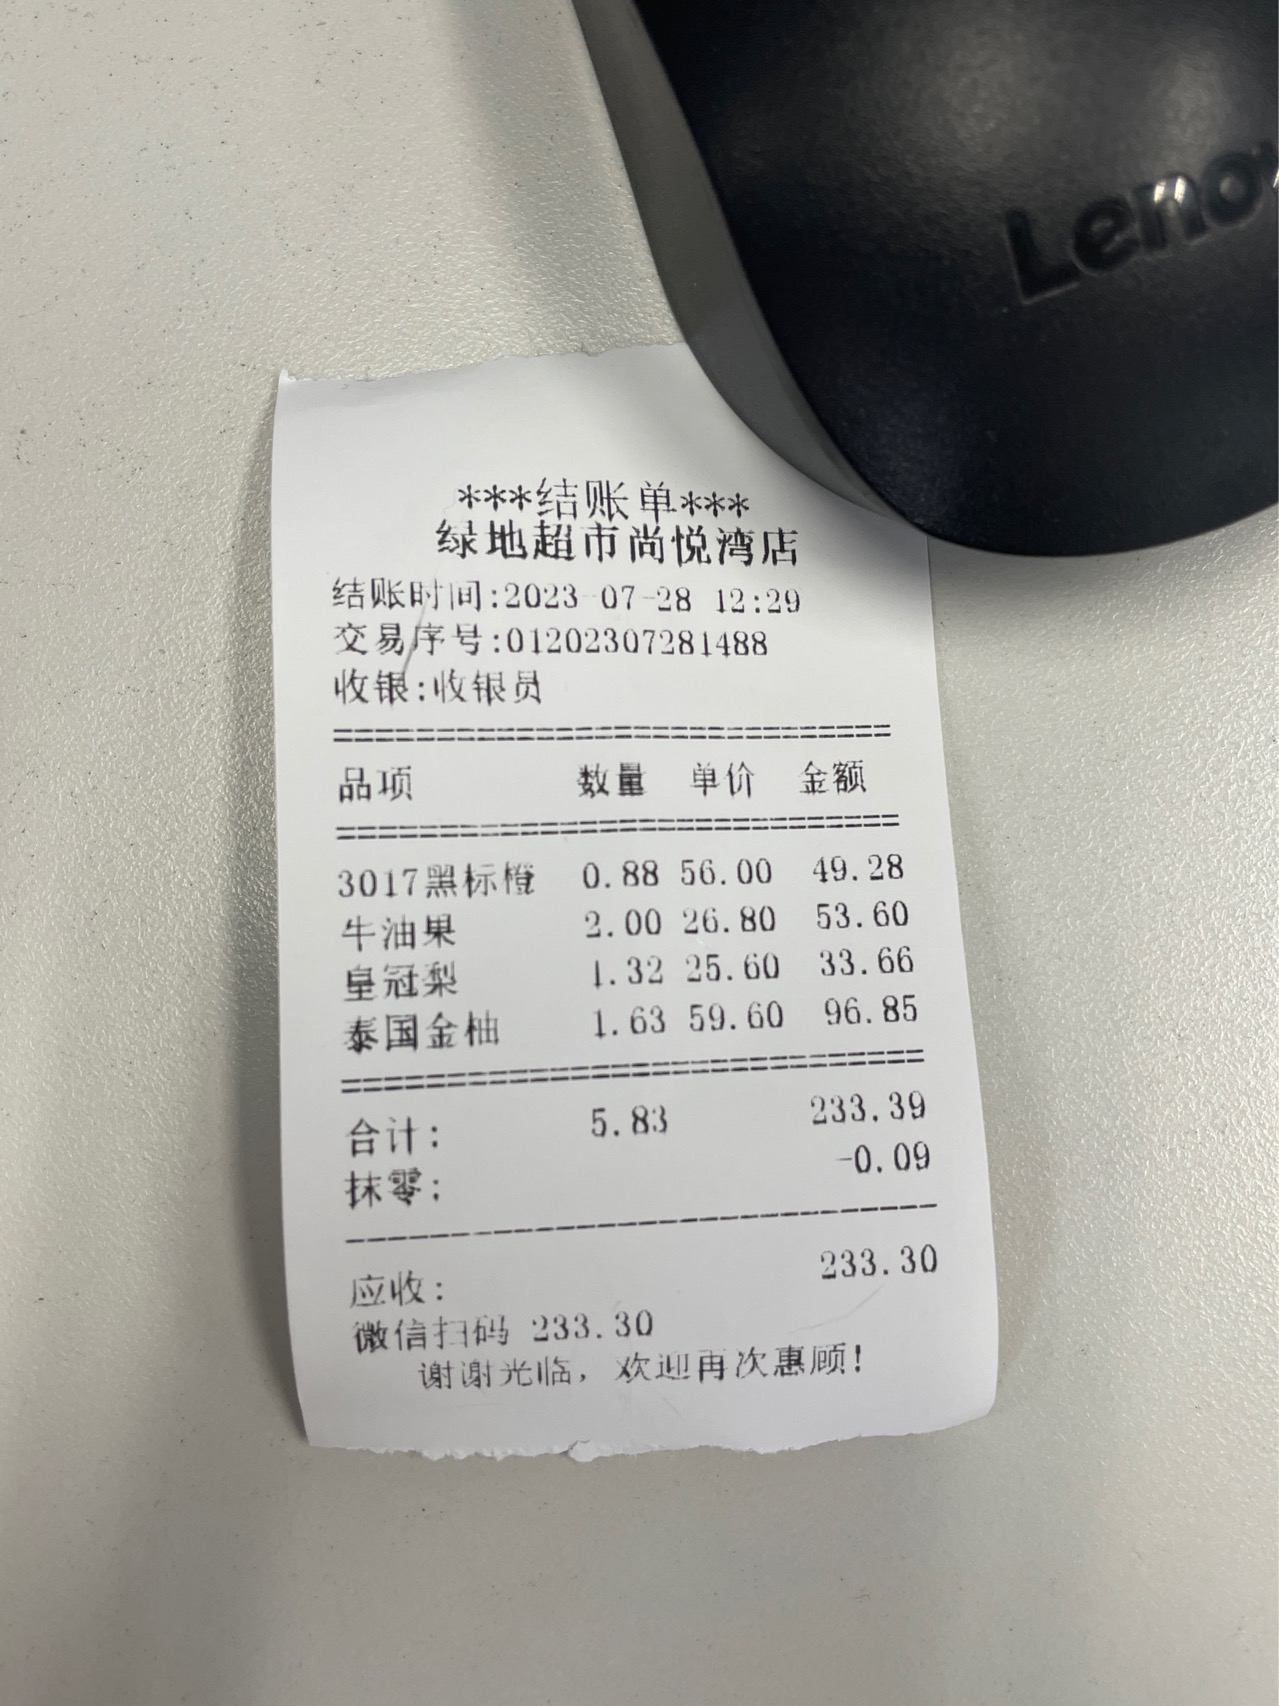 Leno
***结账单***
绿地超市尚悦湾店
结账时间:2023-07-28 12:29
交易序号:01202307281488
收银:收银员
品项 数量 单价 金额
3017黑标橙 0.88 56.00 49.28
牛油果 2.00 26.80 53.60
皇冠梨 1.32 25.60 33.66
泰国金柚 1.63 59.60 96.85
合计: 5.83 233.39
抹零: -0.09
应收: 233.30
微信扫码 233.30
谢谢光临，欢迎再次惠顾!